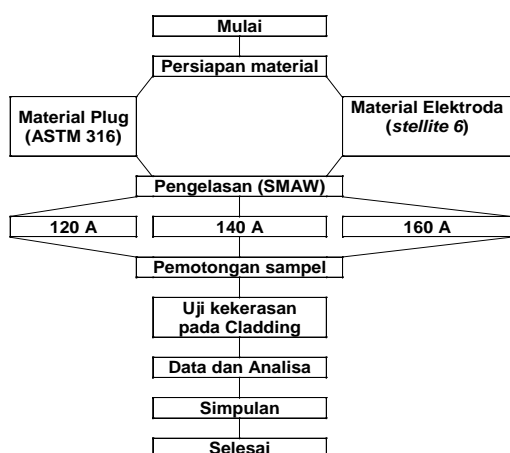 Mulai
Persiapan material
Material Plug
(ASTM 316)
Material Elektroda
(stellite 6)
Pengelasan (SMAW)
120 A
140 A
160 A
Pemotongan sampel
Uji kekerasan
pada Cladding
Data dan Analisa
Simpulan
Selesai